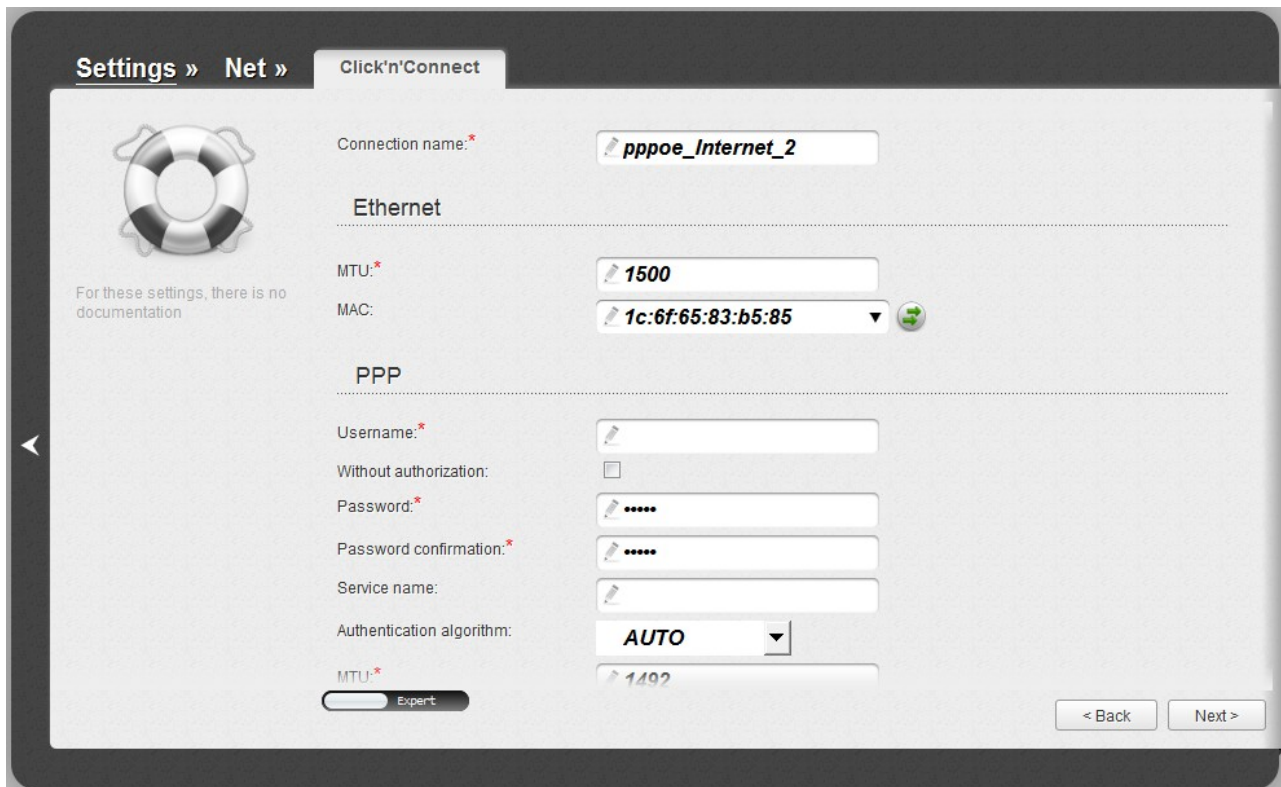 Settings » Net » Click'n'Connect
Connection name:* pppoe_Internet_2
For these settings, there is no
documentation
Ethernet
MTU:* 1500
MAC: 1c:6f:65:83:b5:85
PPP
Username:*
Without authorization:
Password:* •••••
Password confirmation:* •••••
Service name:
Authentication algorithm: AUTO
MTU:* 1492
Expert
< Back Next >